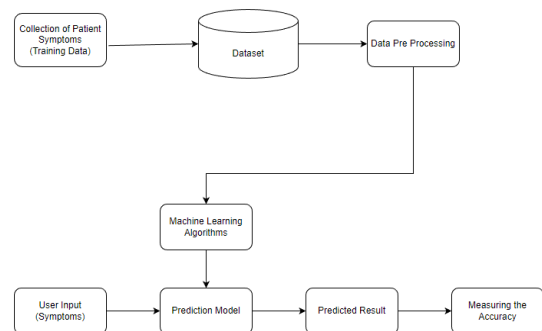 Collection of Patient
Symptoms
(Training Data)
Dataset
Data Pre Processing
Machine Learning
Algorithms
User Input
(Symptoms)
Prediction Model
Predicted Result
Measuring the
Accuracy